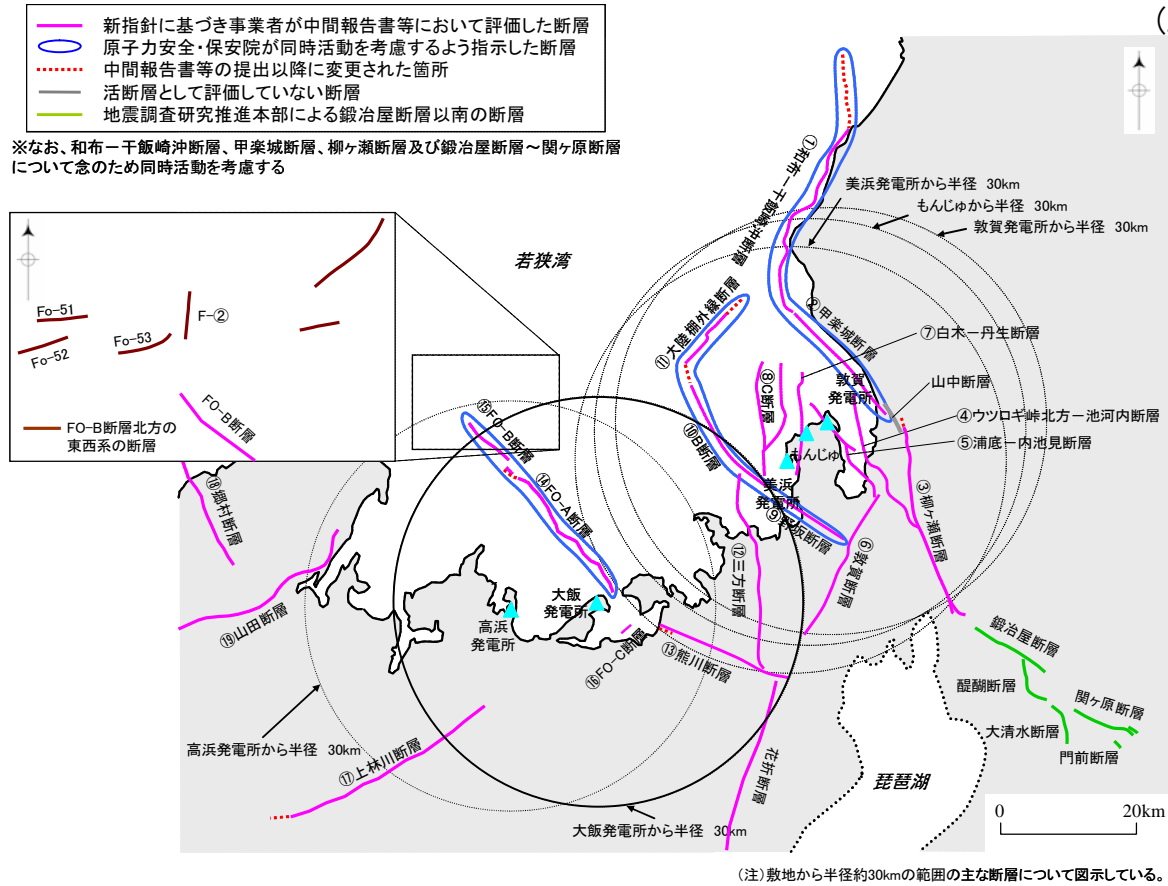 新指針に基づき事業者が中間報告書等において評価した断層
原子力安全・保安院が同時活動を考慮するよう指示した断層
中間報告書等の提出以降に変更された箇所
活断層として評価していない断層
地震調査研究推進本部による鍛冶屋断層以南の断層
※なお、和布－干飯崎沖断層、甲楽城断層、柳ヶ瀬断層及び鍛冶屋断層～関ヶ原断層
について念のため同時活動を考慮する
(
①和布－干飯崎沖断層
美浜発電所から半径 30km
もんじゅから半径 30km
敦賀発電所から半径 30km
若狭湾
Fo-51
Fo-52
Fo-53
F-②
FO-B断層
FO-B断層北方の
東西系の断層
⑪大陸棚外縁断層
②甲楽城断層
⑦白木－丹生断層
⑧C断層
敦賀
発電所
山中断層
④ウツロギ峠北方－池河内断層
⑤浦底－内池見断層
⑩B断層
もんじゅ
美浜
発電所
⑨野坂断層
③柳ヶ瀬断層
⑮FO-B断層
⑭FO-A断層
⑱郷村断層
⑫三方断層
⑥敦賀断層
⑲山田断層
大飯
発電所
高浜
発電所
⑯FO-C断層
⑬熊川断層
鍛冶屋断層
醍醐断層
関ヶ原断層
大清水断層
門前断層
高浜発電所から半径 30km
⑰上林川断層
花折断層
琵琶湖
大飯発電所から半径 30km
0
20km
(注)敷地から半径約30kmの範囲の主な断層について図示している。